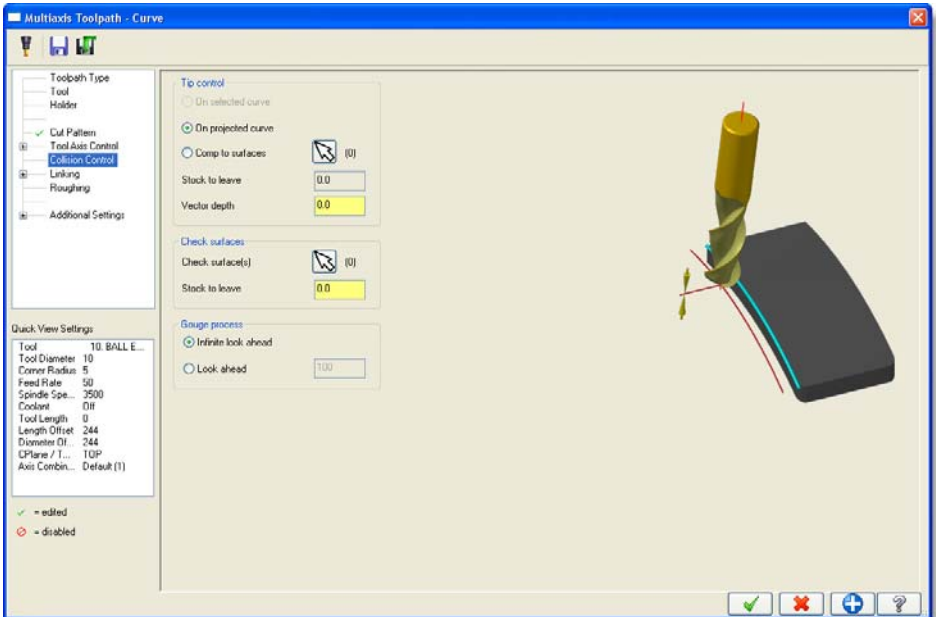 Multiaxis Toolpath - Curve
Toolpath Type
Tool
Holder
Cut Pattern
Tool Axis Control
Collision Control
Linking
Roughing
Additional Settings
Quick View Settings
Tool 10. BALL E...
Tool Diameter 10
Corner Radius 5
Feed Rate 50
Spindle Spe... 3500
Coolant Off
Tool Length 0
Length Offset 244
Diameter Of... 244
CPlane / T... TOP
Axis Combin... Default (1)
= edited
= disabled
Tip control
On selected curve
On projected curve
Comp to surfaces (0)
Stock to leave 0.0
Vector depth 0.0
Check surfaces
Check surface(s) (0)
Stock to leave 0.0
Gouge process
Infinite look ahead
Look ahead 100
?